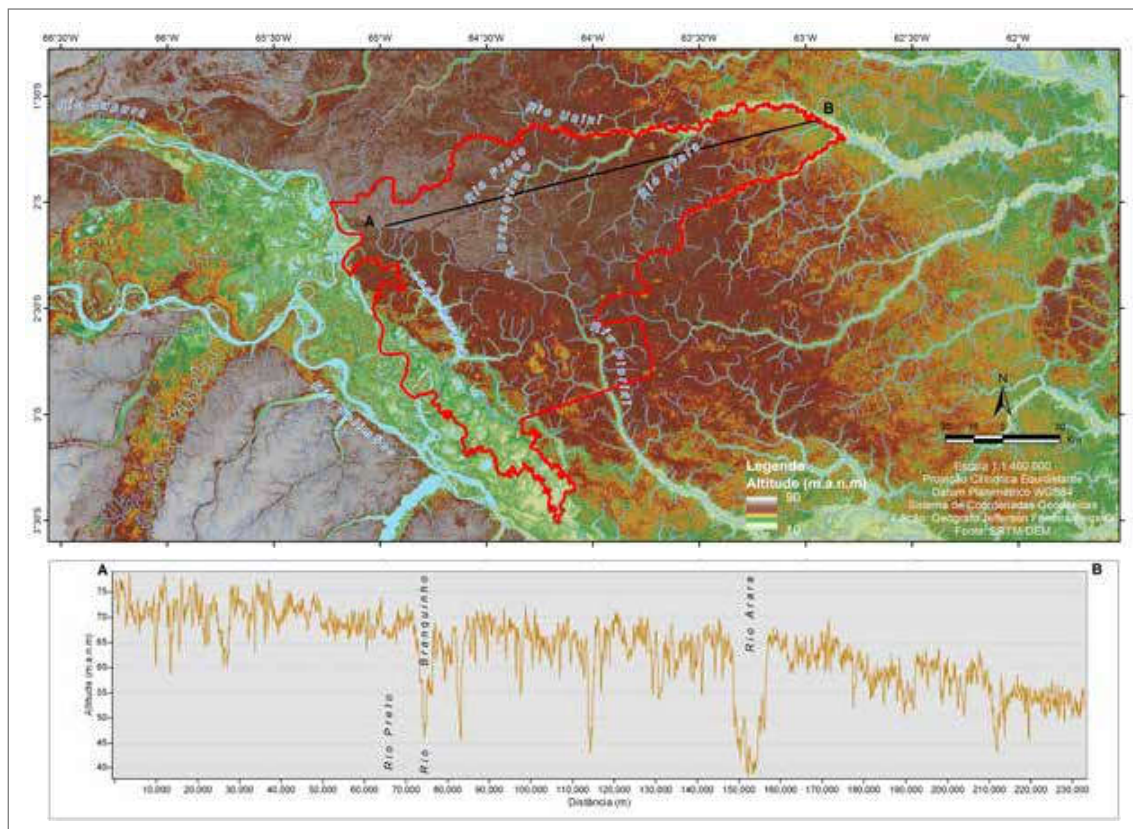 66°30'W 66°W 65°30'W 65°W 64°30'W 64°W 63°30'W 63°W 62°30'W 62°W
1°30'S
2°S
2°30'S
3°S
3°30'S
Rio Uníni
Rio Preto
R. Branquinho
Rio Arara
A
B
N
Km
Legenda
Altitude (m.a.n.m)
90
10
Escala 1:1.400.000
Projeção Cilíndrica Equidistante
Datum Planimétrico WGS84
Sistema de Coordenadas Geodésicas
Fonte: SRTM/DEM
A
B
Altitude (m.a.n.m)
75
70
65
60
55
50
45
40
Rio Preto
Rio Branquinho
Rio Arara
10.000 20.000 30.000 40.000 50.000 60.000 70.000 80.000 90.000 100.000 110.000 120.000 130.000 140.000 150.000 160.000 170.000 180.000 190.000 200.000 210.000 220.000 230.000
Distância (m)